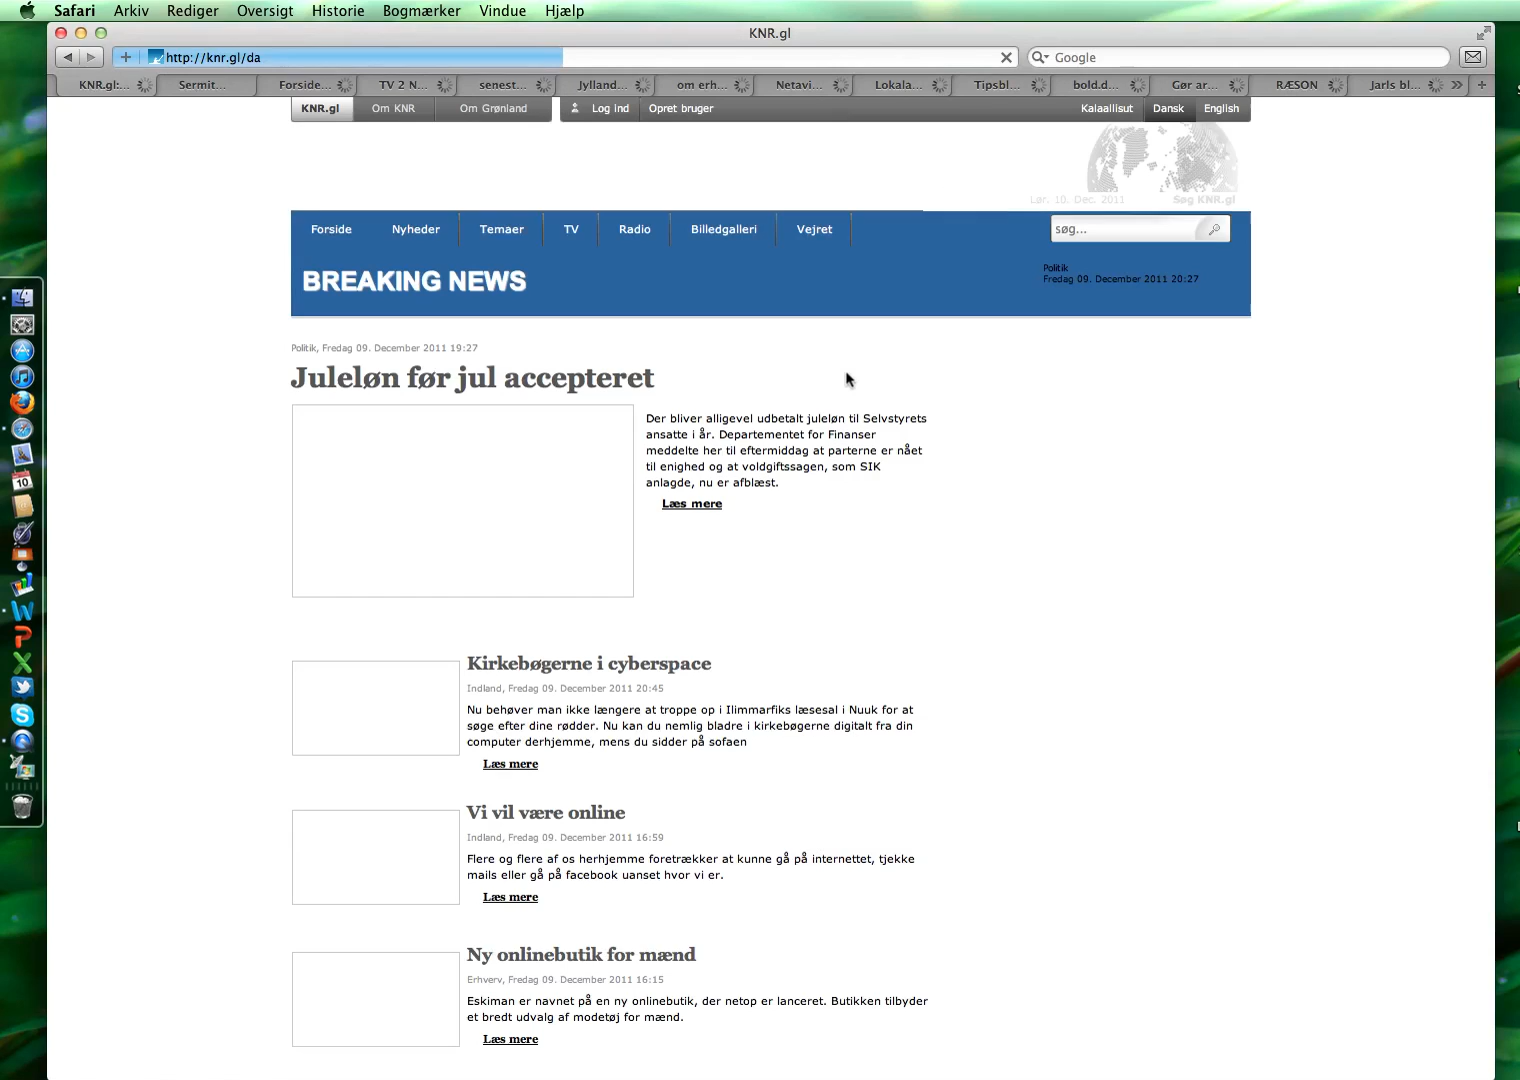 Safari Arkiv Rediger Oversigt Historie Bogmærker Vindue Hjælp
KNR.gl
http://knr.gl/da
Google
KNR.gl:... Sermit... Forside... TV 2 N... senest... Jylland... om erh... Netavi... Lokala... Tipsbl... bold.d... Gør ar... RÆSON Jarls bl...
KNR.gl Om KNR Om Grønland Log ind Opret bruger Kalaallisut Dansk English
Lør. 10. Dec. 2011 Søg KNR.gl
Forside Nyheder Temaer TV Radio Billedgalleri Vejret søg...
BREAKING NEWS
Politik
Fredag 09. December 2011 20:27
Politik, Fredag 09. December 2011 19:27
Juleløn før jul accepteret
Der bliver alligevel udbetalt juleløn til Selvstyrets
ansatte i år. Departementet for Finanser
meddelte her til eftermiddag at parterne er nået
til enighed og at voldgiftssagen, som SIK
anlagde, nu er afblæst.
Læs mere
Kirkebøgerne i cyberspace
Indland, Fredag 09. December 2011 20:45
Nu behøver man ikke længere at troppe op i Ilimmarfiks læsesal i Nuuk for at
søge efter dine rødder. Nu kan du nemlig bladre i kirkebøgerne digitalt fra din
computer derhjemme, mens du sidder på sofaen
Læs mere
Vi vil være online
Indland, Fredag 09. December 2011 16:59
Flere og flere af os herhjemme foretrækker at kunne gå på internettet, tjekke
mails eller gå på facebook uanset hvor vi er.
Læs mere
Ny onlinebutik for mænd
Erhverv, Fredag 09. December 2011 16:15
Eskiman er navnet på en ny onlinebutik, der netop er lanceret. Butikken tilbyder
et bredt udvalg af modetøj for mænd.
Læs mere
10